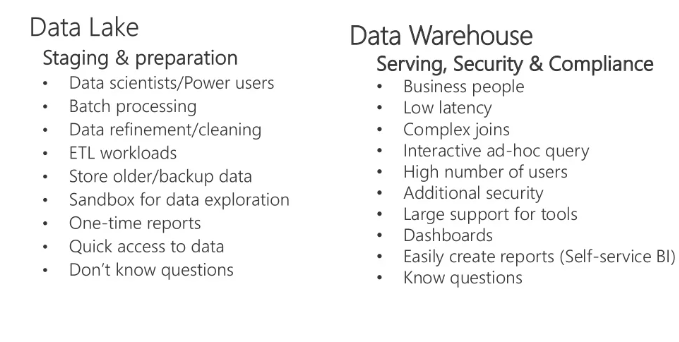 Data Lake
Staging & preparation
• Data scientists/Power users
• Batch processing
• Data refinement/cleaning
• ETL workloads
• Store older/backup data
• Sandbox for data exploration
• One-time reports
• Quick access to data
• Don't know questions
Data Warehouse
Serving, Security & Compliance
• Business people
• Low latency
• Complex joins
• Interactive ad-hoc query
• High number of users
• Additional security
• Large support for tools
• Dashboards
• Easily create reports (Self-service BI)
• Know questions